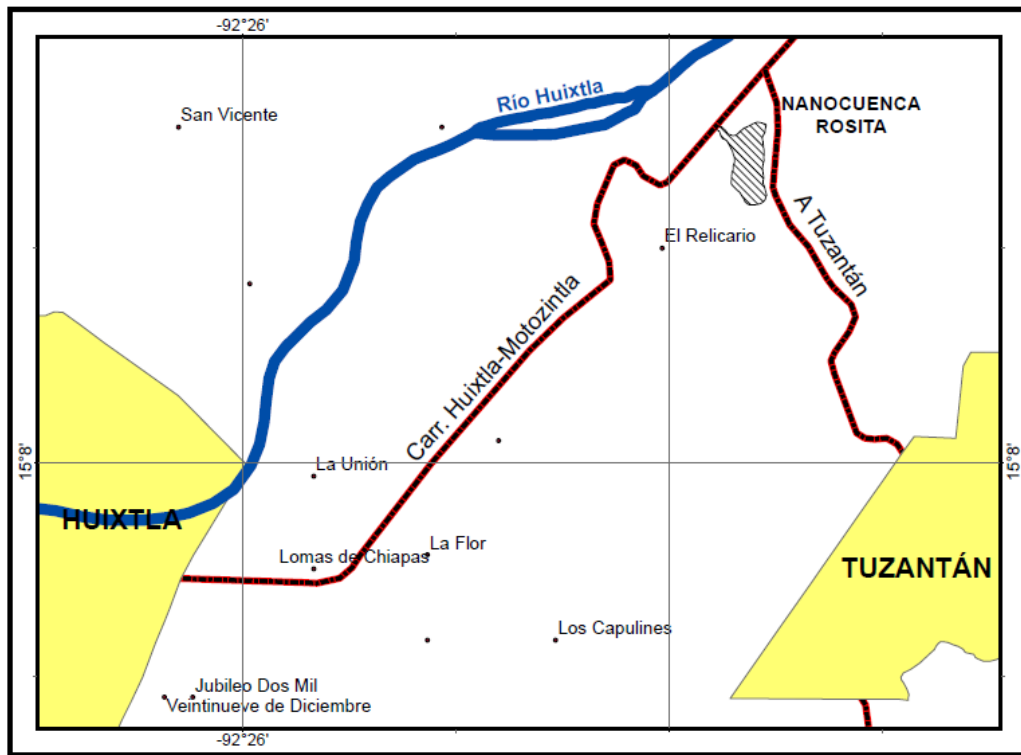 -92°26'
Río Huixtla
San Vicente
NANOCUENCA
ROSITA
A Tuzantán
El Relicario
Carr. Huixtla-Motozintla
15°8'
15°8'
La Unión
HUIXTLA
La Flor
Lomas de Chiapas
TUZANTÁN
Los Capulines
Jubileo Dos Mil
Veintinueve de Diciembre
-92°26'